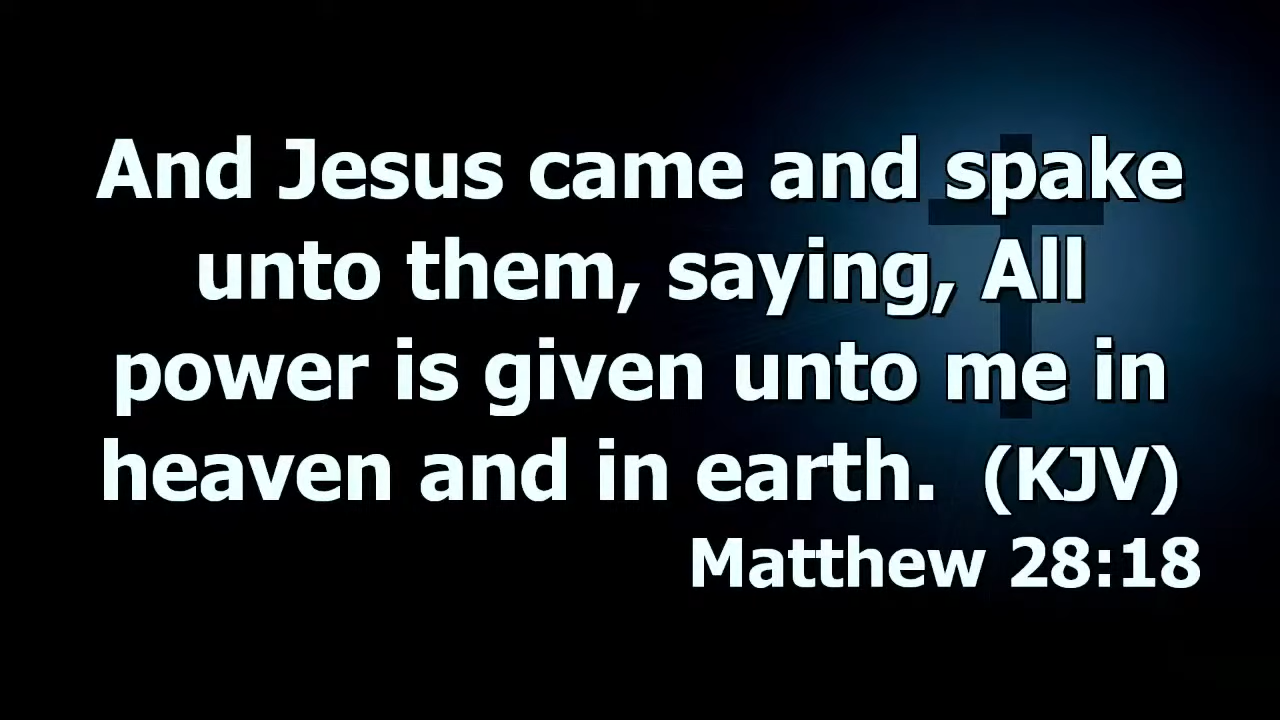 And Jesus came and spake
unto them, saying, All
power is given unto me in
heaven and in earth.  (KJV)
Matthew 28:18